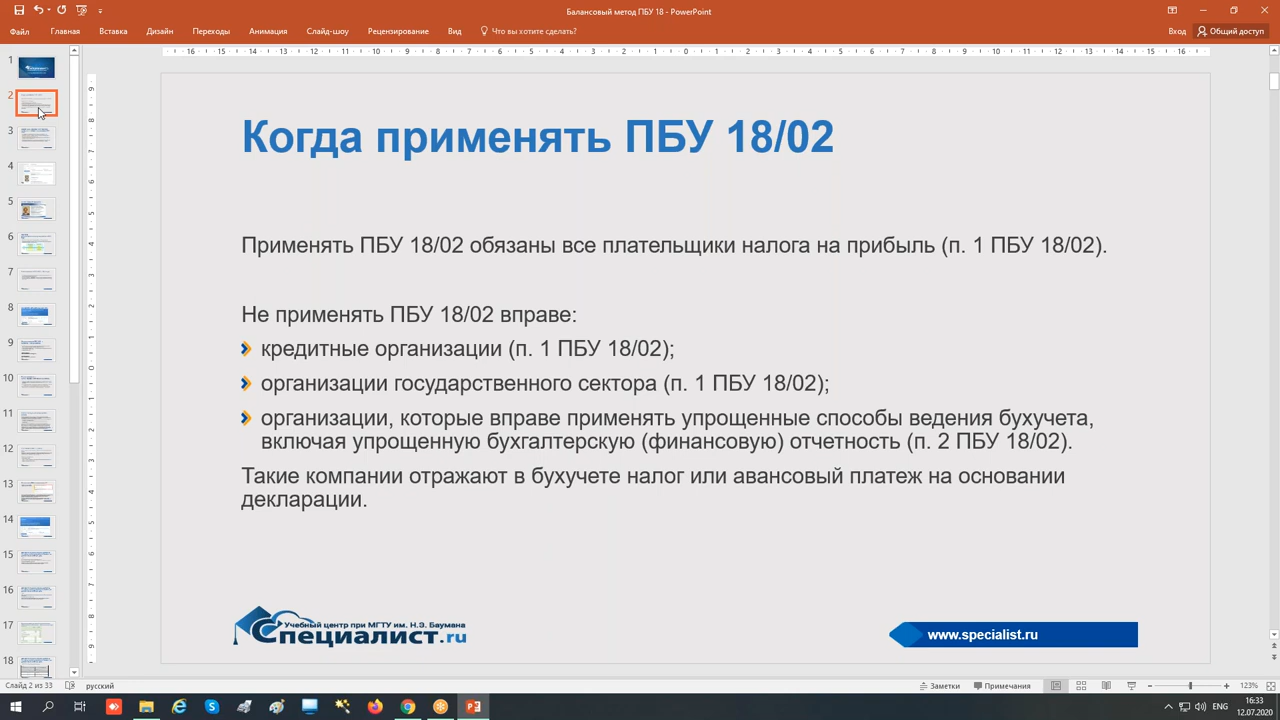 Балансовый метод ПБУ 18 - PowerPoint
Файл Главная Вставка Дизайн Переходы Анимация Слайд-шоу Рецензирование Вид Что вы хотите сделать? Вход Общий доступ
Когда применять ПБУ 18/02
Применять ПБУ 18/02 обязаны все плательщики налога на прибыль (п. 1 ПБУ 18/02).
Не применять ПБУ 18/02 вправе:
кредитные организации (п. 1 ПБУ 18/02);
организации государственного сектора (п. 1 ПБУ 18/02);
организации, которые вправе применять упрощенные способы ведения бухучета,
включая упрощенную бухгалтерскую (финансовую) отчетность (п. 2 ПБУ 18/02).
Такие компании отражают в бухучете налог или авансовый платеж на основании
декларации.
Учебный центр при МГТУ им. Н.Э. Баумана
Специалист.ru
www.specialist.ru
Слайд 2 из 33 русский Заметки Примечания 123%
ENG
16:33
12.07.2020